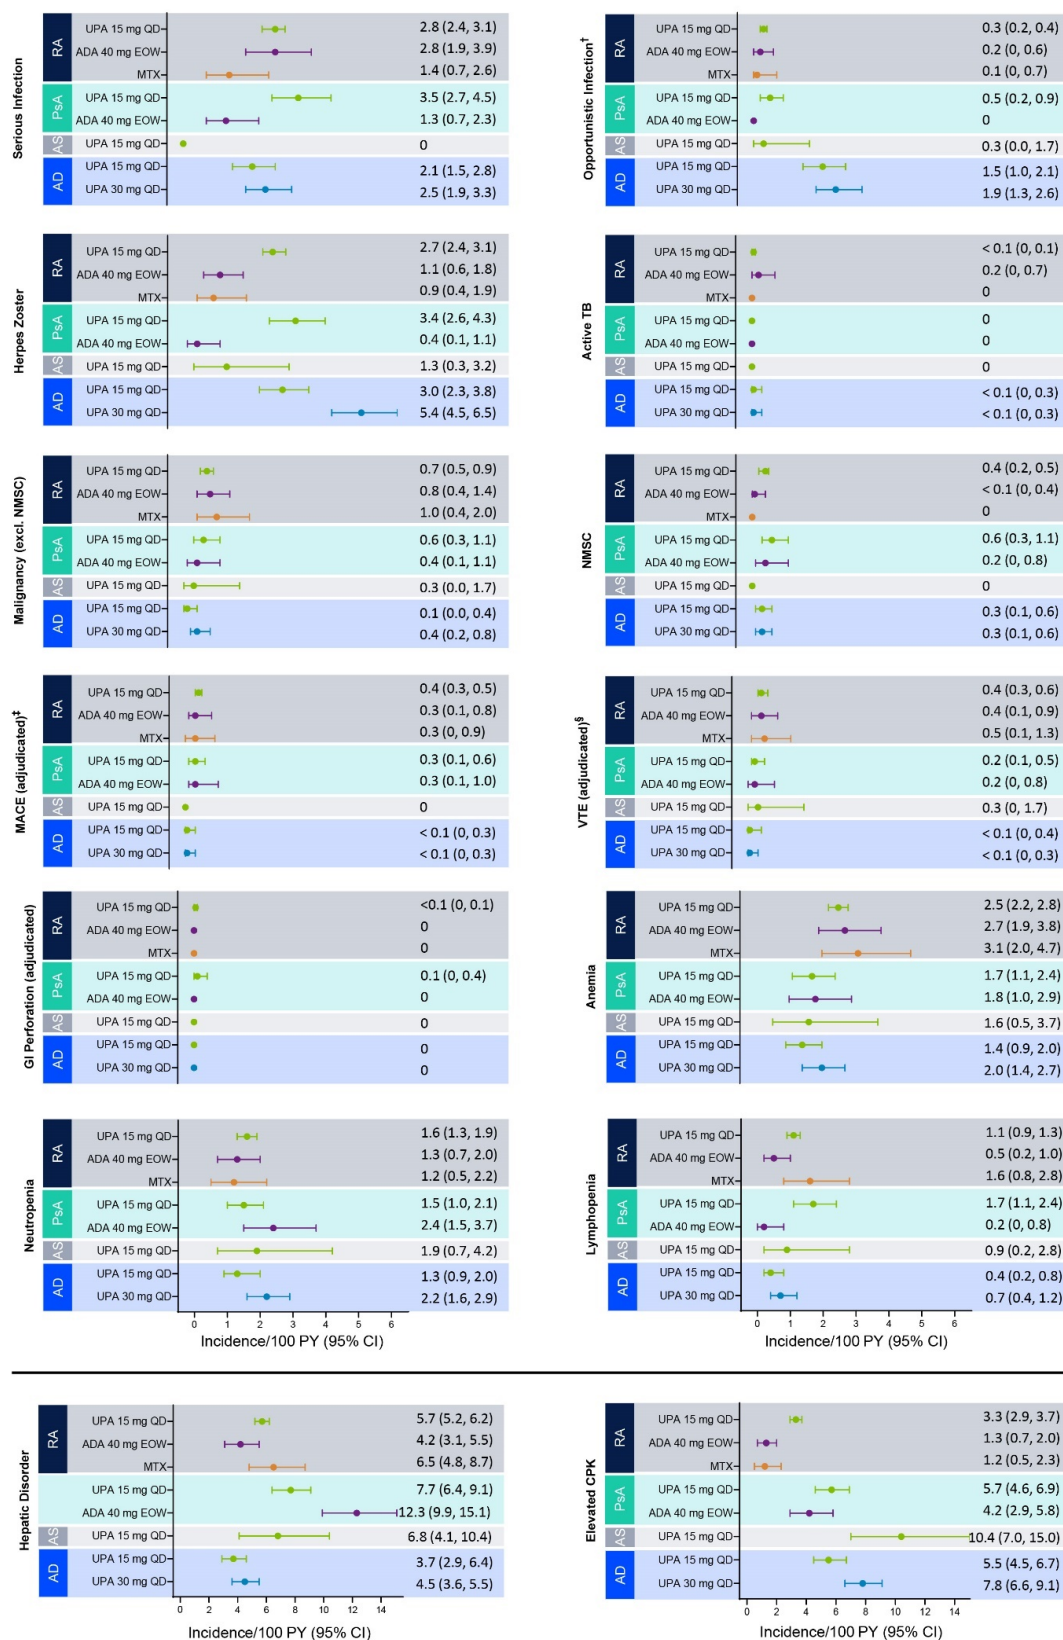 Serious Infection
RA
UPA 15 mg QD 2.8 (2.4, 3.1)
ADA 40 mg EOW 2.8 (1.9, 3.9)
MTX 1.4 (0.7, 2.6)
PsA
UPA 15 mg QD 3.5 (2.7, 4.5)
ADA 40 mg EOW 1.3 (0.7, 2.3)
AS
UPA 15 mg QD 0
AD
UPA 15 mg QD 2.1 (1.5, 2.8)
UPA 30 mg QD 2.5 (1.9, 3.3)
Opportunistic Infection†
RA
UPA 15 mg QD 0.3 (0.2, 0.4)
ADA 40 mg EOW 0.2 (0, 0.6)
MTX 0.1 (0, 0.7)
PsA
UPA 15 mg QD 0.5 (0.2, 0.9)
ADA 40 mg EOW 0
AS
UPA 15 mg QD 0.3 (0.0, 1.7)
AD
UPA 15 mg QD 1.5 (1.0, 2.1)
UPA 30 mg QD 1.9 (1.3, 2.6)
Herpes Zoster
RA
UPA 15 mg QD 2.7 (2.4, 3.1)
ADA 40 mg EOW 1.1 (0.6, 1.8)
MTX 0.9 (0.4, 1.9)
PsA
UPA 15 mg QD 3.4 (2.6, 4.3)
ADA 40 mg EOW 0.4 (0.1, 1.1)
AS
UPA 15 mg QD 1.3 (0.3, 3.2)
AD
UPA 15 mg QD 3.0 (2.3, 3.8)
UPA 30 mg QD 5.4 (4.5, 6.5)
Active TB
RA
UPA 15 mg QD < 0.1 (0, 0.1)
ADA 40 mg EOW 0.2 (0, 0.7)
MTX 0
PsA
UPA 15 mg QD 0
ADA 40 mg EOW 0
AS
UPA 15 mg QD 0
AD
UPA 15 mg QD < 0.1 (0, 0.3)
UPA 30 mg QD < 0.1 (0, 0.3)
Malignancy (excl. NMSC)
RA
UPA 15 mg QD 0.7 (0.5, 0.9)
ADA 40 mg EOW 0.8 (0.4, 1.4)
MTX 1.0 (0.4, 2.0)
PsA
UPA 15 mg QD 0.6 (0.3, 1.1)
ADA 40 mg EOW 0.4 (0.1, 1.1)
AS
UPA 15 mg QD 0.3 (0.0, 1.7)
AD
UPA 15 mg QD 0.1 (0.0, 0.4)
UPA 30 mg QD 0.4 (0.2, 0.8)
NMSC
RA
UPA 15 mg QD 0.4 (0.2, 0.5)
ADA 40 mg EOW < 0.1 (0, 0.4)
MTX 0
PsA
UPA 15 mg QD 0.6 (0.3, 1.1)
ADA 40 mg EOW 0.2 (0, 0.8)
AS
UPA 15 mg QD 0
AD
UPA 15 mg QD 0.3 (0.1, 0.6)
UPA 30 mg QD 0.3 (0.1, 0.6)
MACE (adjudicated)‡
RA
UPA 15 mg QD 0.4 (0.3, 0.5)
ADA 40 mg EOW 0.3 (0.1, 0.8)
MTX 0.3 (0, 0.9)
PsA
UPA 15 mg QD 0.3 (0.1, 0.6)
ADA 40 mg EOW 0.3 (0.1, 1.0)
AS
UPA 15 mg QD 0
AD
UPA 15 mg QD < 0.1 (0, 0.3)
UPA 30 mg QD < 0.1 (0, 0.3)
VTE (adjudicated)§
RA
UPA 15 mg QD 0.4 (0.3, 0.6)
ADA 40 mg EOW 0.4 (0.1, 0.9)
MTX 0.5 (0.1, 1.3)
PsA
UPA 15 mg QD 0.2 (0.1, 0.5)
ADA 40 mg EOW 0.2 (0, 0.8)
AS
UPA 15 mg QD 0.3 (0, 1.7)
AD
UPA 15 mg QD < 0.1 (0, 0.4)
UPA 30 mg QD < 0.1 (0, 0.3)
GI Perforation (adjudicated)
RA
UPA 15 mg QD <0.1 (0, 0.1)
ADA 40 mg EOW 0
MTX 0
PsA
UPA 15 mg QD 0.1 (0, 0.4)
ADA 40 mg EOW 0
AS
UPA 15 mg QD 0
AD
UPA 15 mg QD 0
UPA 30 mg QD 0
Anemia
RA
UPA 15 mg QD 2.5 (2.2, 2.8)
ADA 40 mg EOW 2.7 (1.9, 3.8)
MTX 3.1 (2.0, 4.7)
PsA
UPA 15 mg QD 1.7 (1.1, 2.4)
ADA 40 mg EOW 1.8 (1.0, 2.9)
AS
UPA 15 mg QD 1.6 (0.5, 3.7)
AD
UPA 15 mg QD 1.4 (0.9, 2.0)
UPA 30 mg QD 2.0 (1.4, 2.7)
Neutropenia
RA
UPA 15 mg QD 1.6 (1.3, 1.9)
ADA 40 mg EOW 1.3 (0.7, 2.0)
MTX 1.2 (0.5, 2.2)
PsA
UPA 15 mg QD 1.5 (1.0, 2.1)
ADA 40 mg EOW 2.4 (1.5, 3.7)
AS
UPA 15 mg QD 1.9 (0.7, 4.2)
AD
UPA 15 mg QD 1.3 (0.9, 2.0)
UPA 30 mg QD 2.2 (1.6, 2.9)
0 1 2 3 4 5 6
Incidence/100 PY (95% CI)
Lymphopenia
RA
UPA 15 mg QD 1.1 (0.9, 1.3)
ADA 40 mg EOW 0.5 (0.2, 1.0)
MTX 1.6 (0.8, 2.8)
PsA
UPA 15 mg QD 1.7 (1.1, 2.4)
ADA 40 mg EOW 0.2 (0, 0.8)
AS
UPA 15 mg QD 0.9 (0.2, 2.8)
AD
UPA 15 mg QD 0.4 (0.2, 0.8)
UPA 30 mg QD 0.7 (0.4, 1.2)
0 1 2 3 4 5 6
Incidence/100 PY (95% CI)
Hepatic Disorder
RA
UPA 15 mg QD 5.7 (5.2, 6.2)
ADA 40 mg EOW 4.2 (3.1, 5.5)
MTX 6.5 (4.8, 8.7)
UPA 15 mg QD 7.7 (6.4, 9.1)
ADA 40 mg EOW 12.3 (9.9, 15.1)
AS
UPA 15 mg QD 6.8 (4.1, 10.4)
AD
UPA 15 mg QD 3.7 (2.9, 6.4)
UPA 30 mg QD 4.5 (3.6, 5.5)
0 2 4 6 8 10 12 14
Incidence/100 PY (95% CI)
Elevated CPK
RA
UPA 15 mg QD 3.3 (2.9, 3.7)
ADA 40 mg EOW 1.3 (0.7, 2.0)
MTX 1.2 (0.5, 2.3)
PsA
UPA 15 mg QD 5.7 (4.6, 6.9)
ADA 40 mg EOW 4.2 (2.9, 5.8)
AS
UPA 15 mg QD 10.4 (7.0, 15.0)
AD
UPA 15 mg QD 5.5 (4.5, 6.7)
UPA 30 mg QD 7.8 (6.6, 9.1)
0 2 4 6 8 10 12 14
Incidence/100 PY (95% CI)